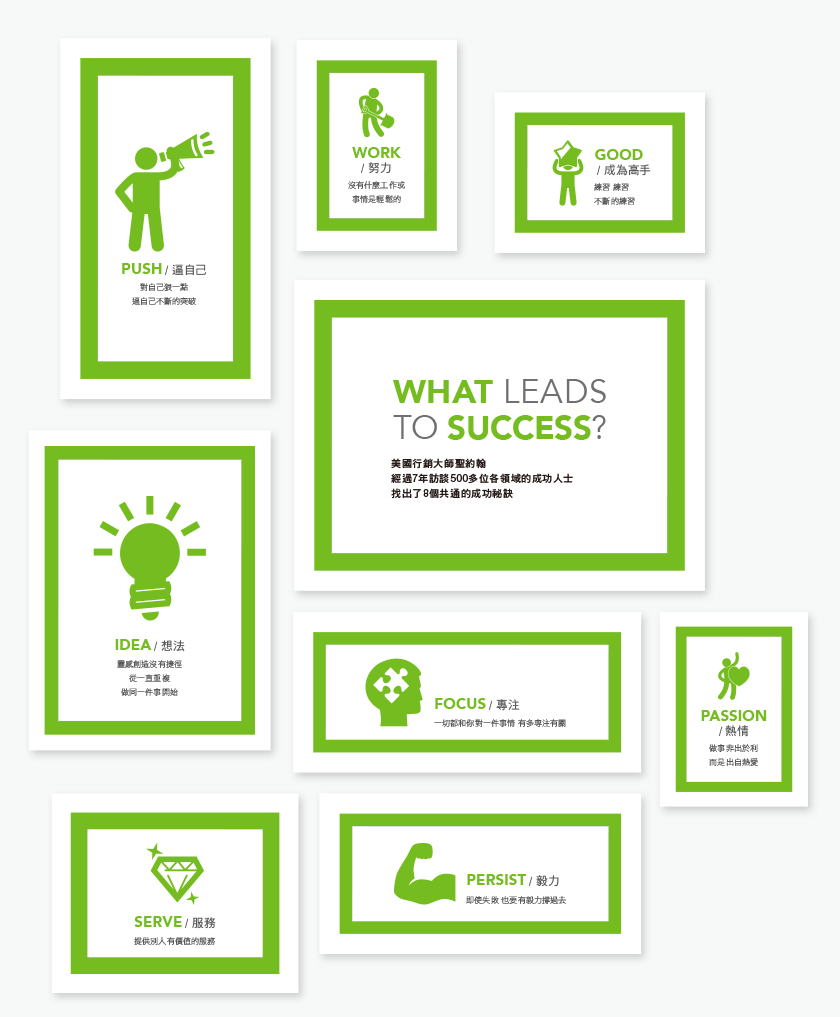 PUSH / 逼自己
對自己狠一點
逼自己不斷的突破
WORK
/ 努力
沒有什麼工作或
事情是輕鬆的
GOOD
/ 成為高手
練習 練習
不斷的練習
WHAT LEADS
TO SUCCESS?
美國行銷大師聖約翰
經過7年訪談500多位各領域的成功人士
找出了8個共通的成功祕訣
IDEA / 想法
靈感創造沒有捷徑
從一直重複
做同一件事開始
FOCUS / 專注
一切都和你對一件事情 有多專注有關
PASSION
/ 熱情
做事非出於利
而是出自熱愛
SERVE / 服務
提供別人有價值的服務
PERSIST / 毅力
即使失敗 也要有毅力撐過去